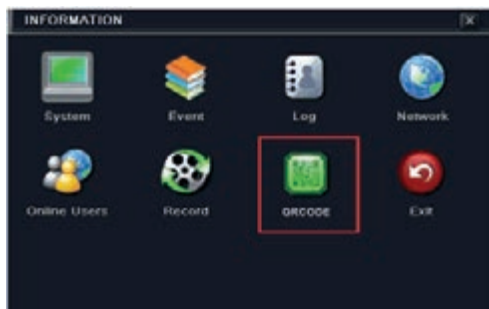 INFORMATION
System Event Log Network
Online Users Record QRCODE Exit